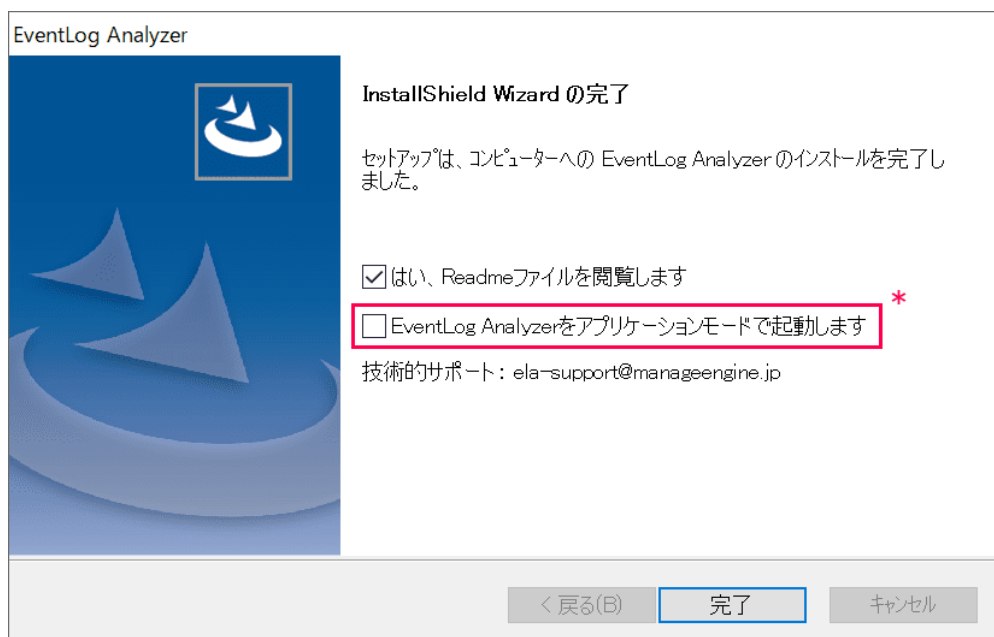 EventLog Analyzer
InstallShield Wizard の完了
セットアップは、コンピューターへの EventLog Analyzer のインストールを完了し
ました。
はい、Readmeファイルを閲覧します
*
EventLog Analyzerをアプリケーションモードで起動します
技術的サポート: ela-support@manageengine.jp
< 戻る(B)
完了
キャンセル